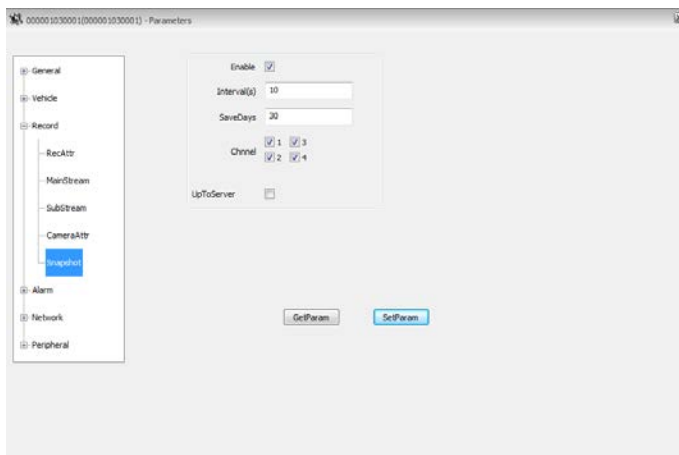 000001030001(000001030001) - Parameters
General
Vehicle
Record
RecAttr
MainStream
SubStream
CameraAttr
Snapshot
Alarm
Network
Peripheral
Enable
Interval(s) 10
SaveDays 30
Chnnel 1 3
2 4
UpToServer
GetParam SetParam